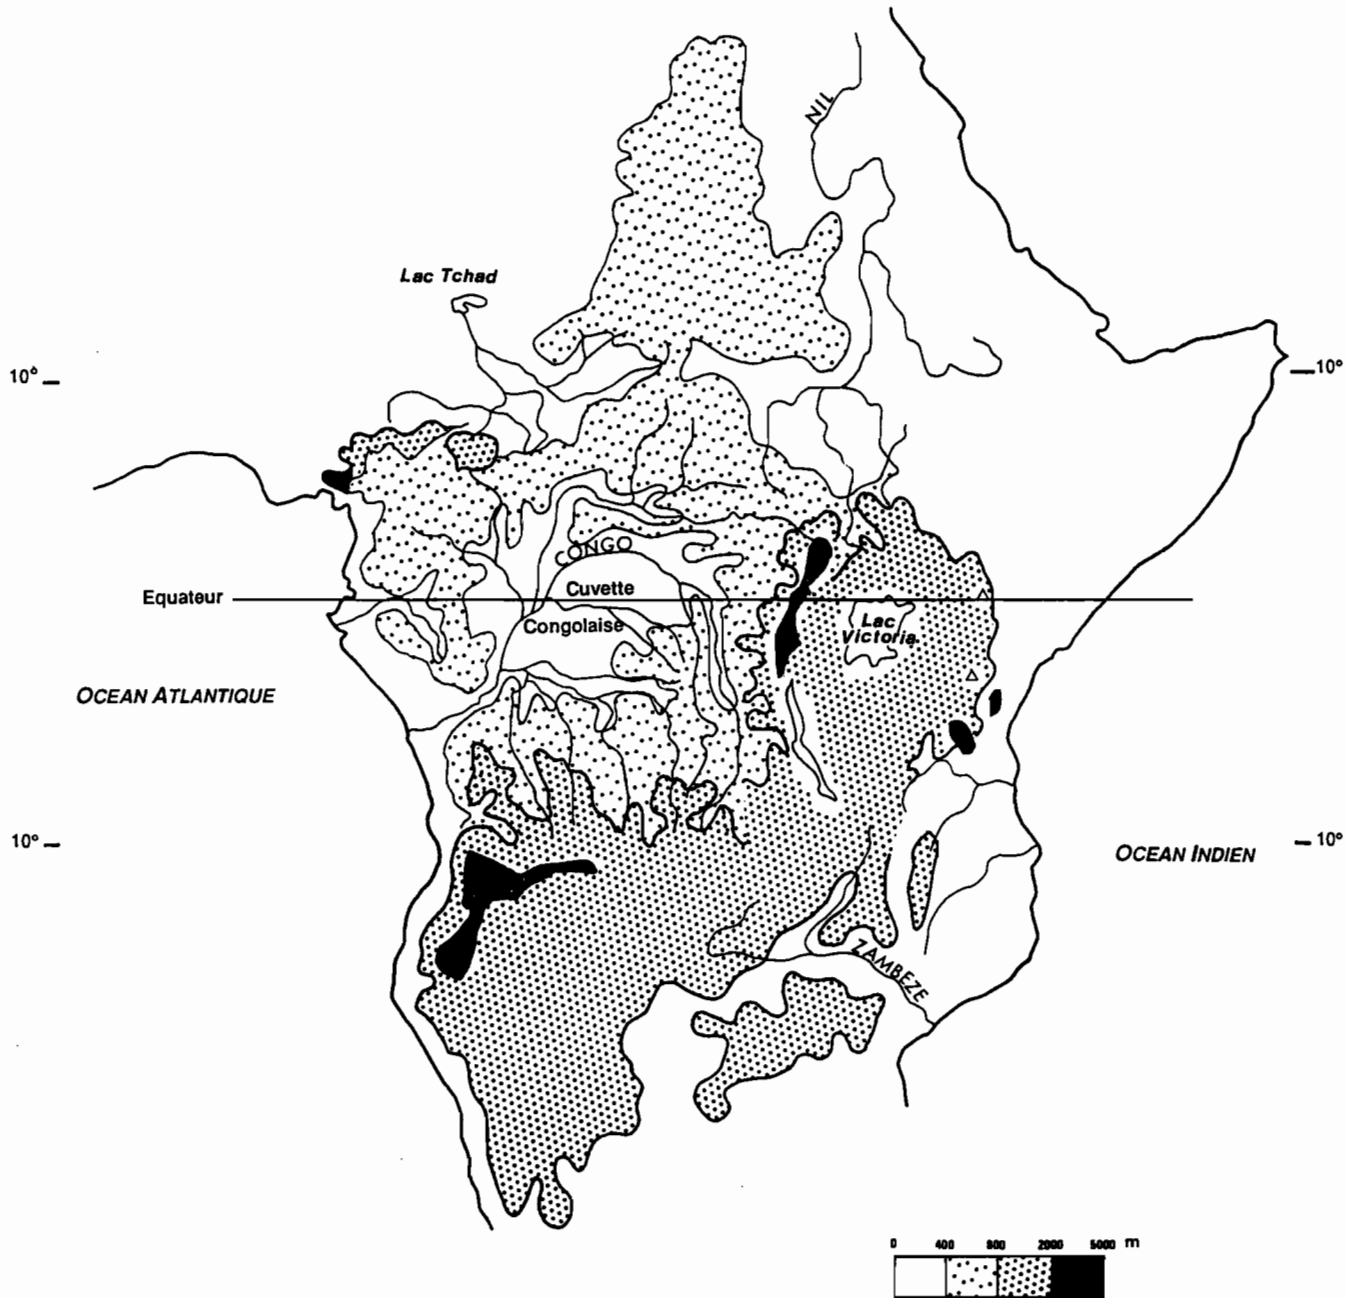 NIL
Lac Tchad
10°
10°
CONGO
Equateur
Cuvette
Congolaise
Lac
Victoria
OCEAN ATLANTIQUE
10°
10°
OCEAN INDIEN
ZAMBEZE
0 400 800 2000 5000 m